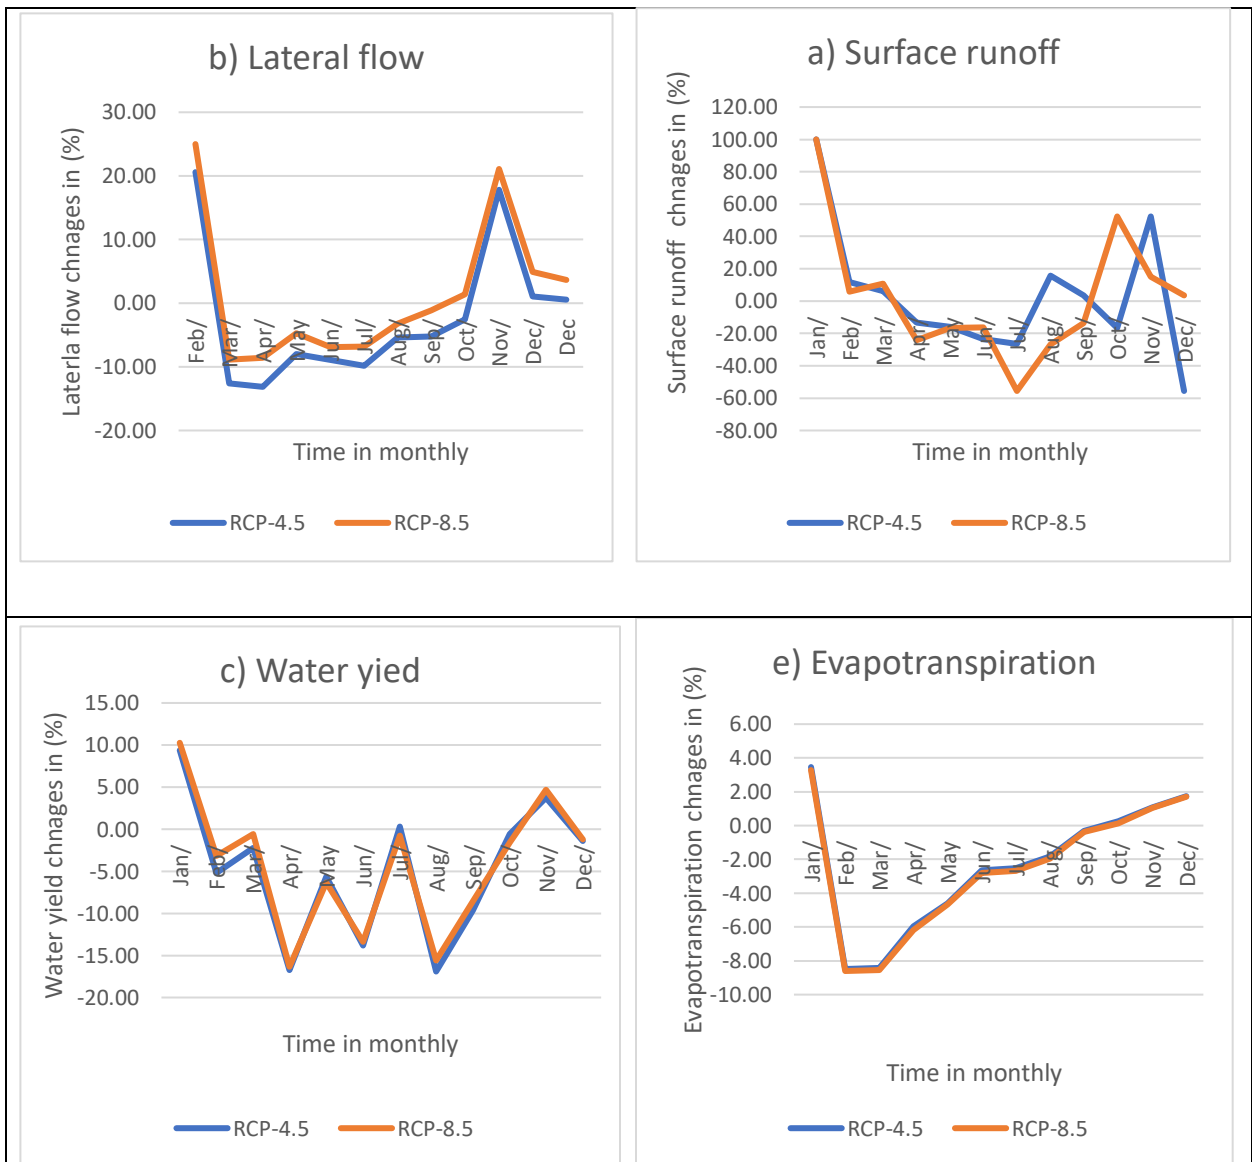 b) Lateral flow
Laterla flow chnages in (%)
30.00
20.00
10.00
0.00
-10.00
-20.00
Feb/ Mar/ Apr/ May Jun/ Jul/ Aug/ Sep/ Oct/ Nov/ Dec/ Dec
Time in monthly
RCP-4.5 RCP-8.5
a) Surface runoff
Surface runoff chnages in (%)
120.00
100.00
80.00
60.00
40.00
20.00
0.00
-20.00
-40.00
-60.00
-80.00
Jan/ Feb/ Mar/ Apr/ May Jun/ Jul/ Aug/ Sep/ Oct/ Nov/ Dec/
Time in monthly
RCP-4.5 RCP-8.5
c) Water yied
Water yield chnages in (%)
15.00
10.00
5.00
0.00
-5.00
-10.00
-15.00
-20.00
Jan/ Feb/ Mar/ Apr/ May Jun/ Jul/ Aug/ Sep/ Oct/ Nov/ Dec/
Time in monthly
RCP-4.5 RCP-8.5
e) Evapotranspiration
Evapotranspiration chnages in (%)
6.00
4.00
2.00
0.00
-2.00
-4.00
-6.00
-8.00
-10.00
Jan/ Feb/ Mar/ Apr/ May Jun/ Jul/ Aug/ Sep/ Oct/ Nov/ Dec/
Time in monthly
RCP-4.5 RCP-8.5